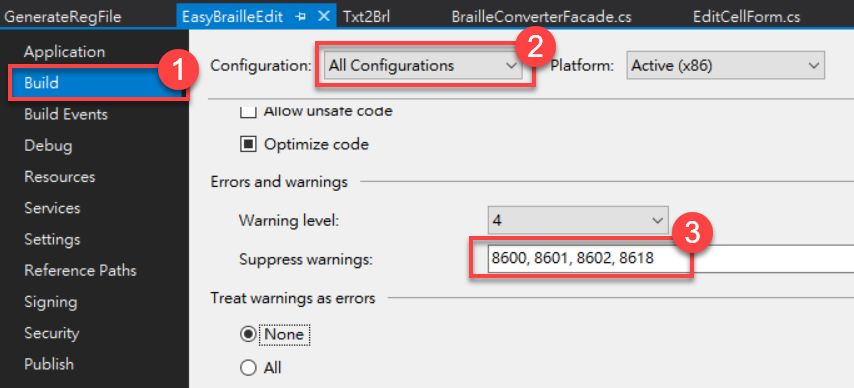 GenerateRegFile EasyBrailleEdit Txt2Brl BrailleConverterFacade.cs EditCellForm.cs
Application
1
Build
Build Events
Debug
Resources
Services
Settings
Reference Paths
Signing
Security
Publish
2
Configuration: All Configurations Platform: Active (x86)
Allow unsafe code
Optimize code
Errors and warnings
Warning level: 4
3
Suppress warnings: 8600, 8601, 8602, 8618
Treat warnings as errors
None
All